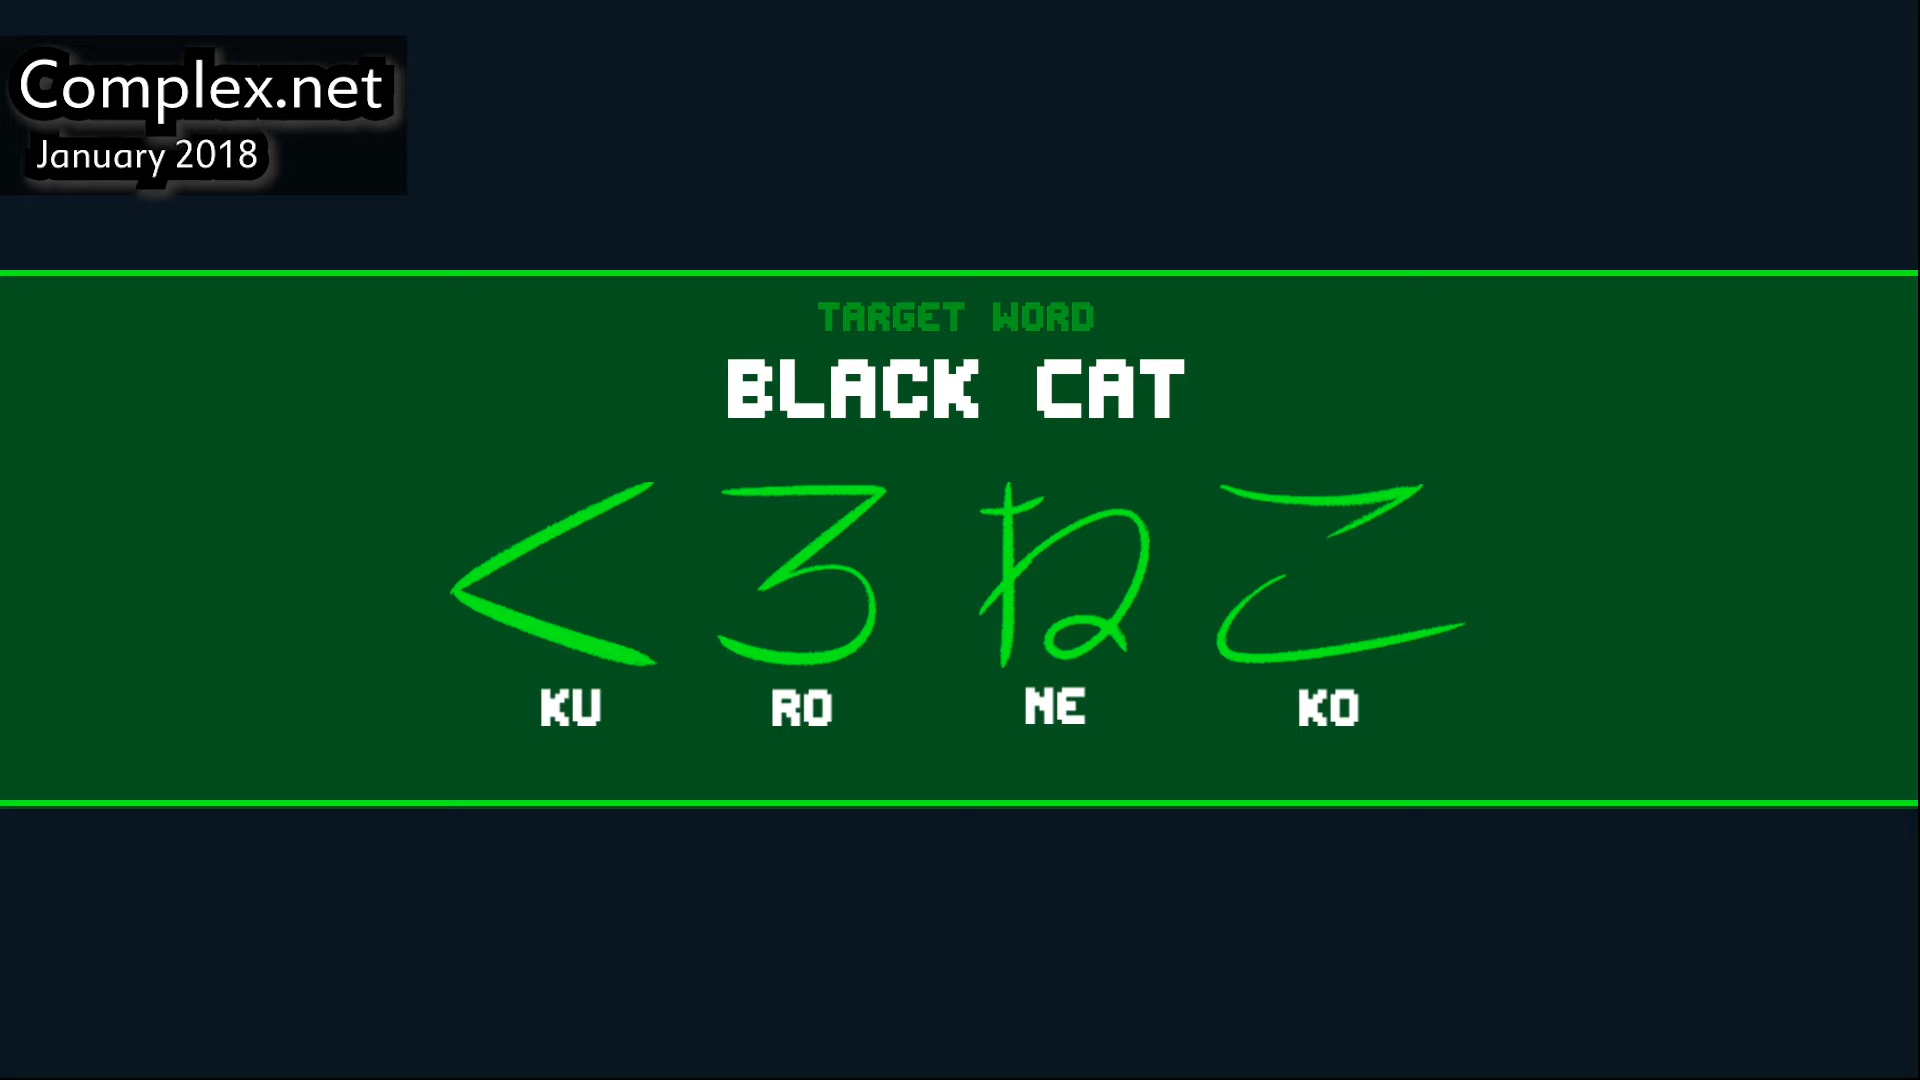 Complex.net
January 2018
TARGET WORD
BLACK CAT
くろねこ
KU RO NE KO